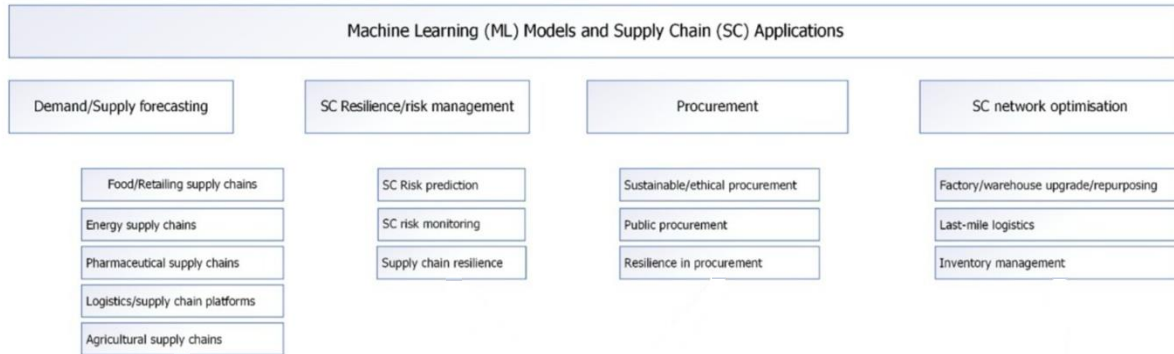 Machine Learning (ML) Models and Supply Chain (SC) Applications
Demand/Supply forecasting
SC Resilience/risk management
Procurement
SC network optimisation
Food/Retailing supply chains
Energy supply chains
Pharmaceutical supply chains
Logistics/supply chain platforms
Agricultural supply chains
SC Risk prediction
SC risk monitoring
Supply chain resilience
Sustainable/ethical procurement
Public procurement
Resilience in procurement
Factory/warehouse upgrade/repurposing
Last-mile logistics
Inventory management